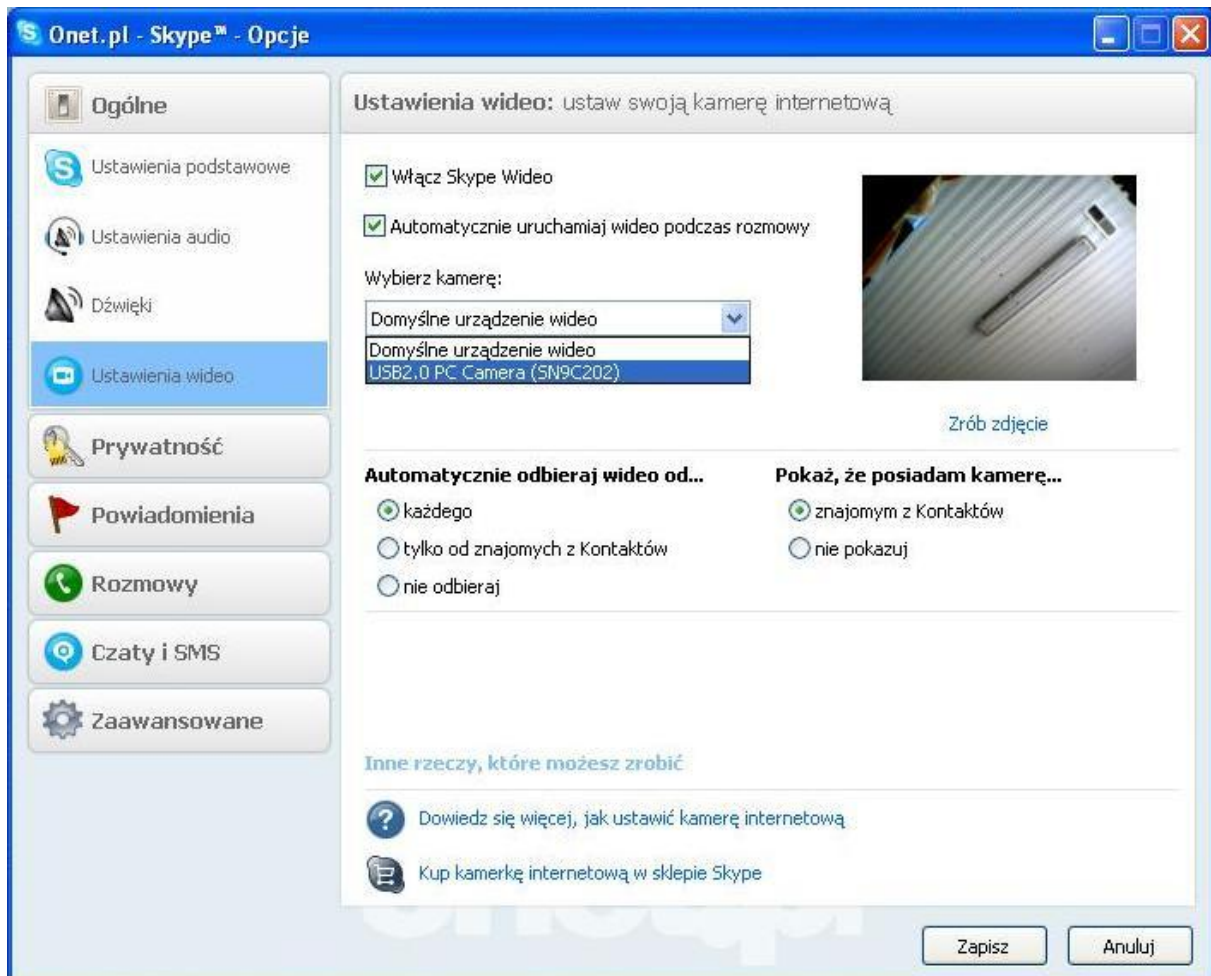 Onet.pl - Skype™ - Opcje
Ogólne
Ustawienia podstawowe
Ustawienia audio
Dźwięki
Ustawienia wideo
Prywatność
Powiadomienia
Rozmowy
Czaty i SMS
Zaawansowane
Ustawienia wideo: ustaw swoją kamerę internetową
Włącz Skype Wideo
Automatycznie uruchamiaj wideo podczas rozmowy
Wybierz kamerę:
Domyślne urządzenie wideo
Domyślne urządzenie wideo
USB2.0 PC Camera (SN9C202)
Zrób zdjęcie
Automatycznie odbieraj wideo od...
każdego
tylko od znajomych z Kontaktów
nie odbieraj
Pokaż, że posiadam kamerę...
znajomym z Kontaktów
nie pokazuj
Inne rzeczy, które możesz zrobić
Dowiedz się więcej, jak ustawić kamerę internetową
Kup kamerkę internetową w sklepie Skype
onet.pl
Zapisz
Anuluj